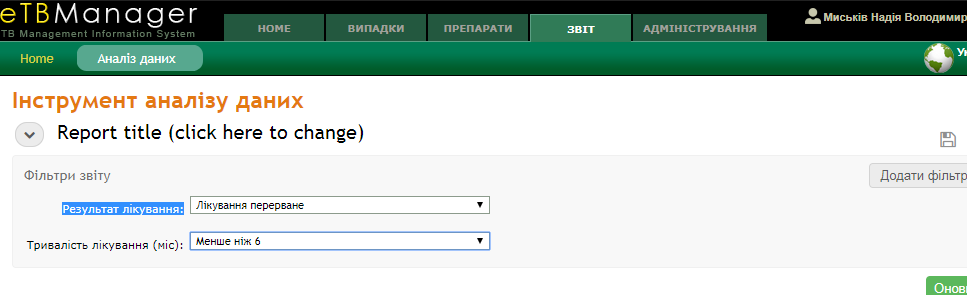 eTBManager
TB Management Information System
HOME
ВИПАДКИ
ПРЕПАРАТИ
ЗВІТ
АДМІНІСТРУВАННЯ
Миськів Надія Володимир
Home
Аналіз даних
Ук
Інструмент аналізу даних
Report title (click here to change)
Фільтри звіту
Додати фільтр
Результат лікування:
Лікування перерване
Тривалість лікування (міс):
Менше ніж 6
Онов